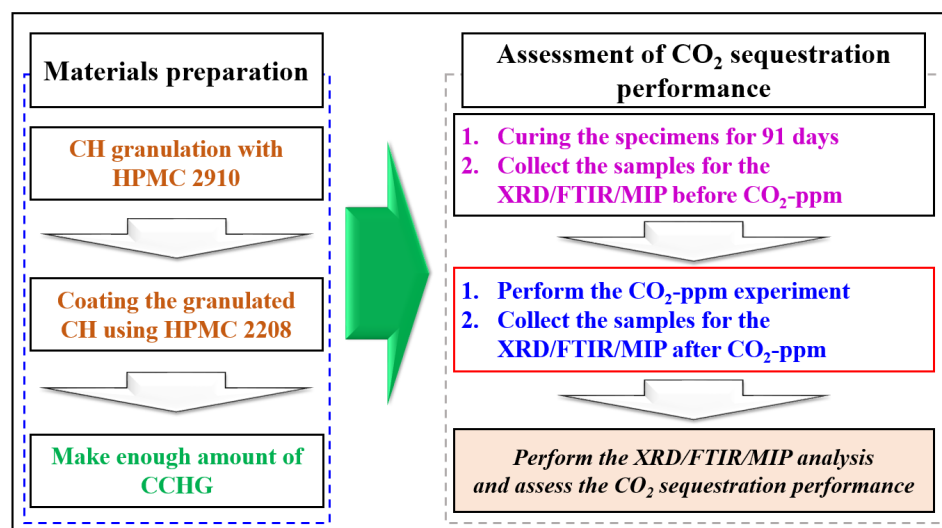 Materials preparation
CH granulation with
HPMC 2910
Coating the granulated
CH using HPMC 2208
Make enough amount of
CCHG
Assessment of CO₂ sequestration
performance
1. Curing the specimens for 91 days
2. Collect the samples for the
XRD/FTIR/MIP before CO₂-ppm
1. Perform the CO₂-ppm experiment
2. Collect the samples for the
XRD/FTIR/MIP after CO₂-ppm
Perform the XRD/FTIR/MIP analysis
and assess the CO₂ sequestration performance